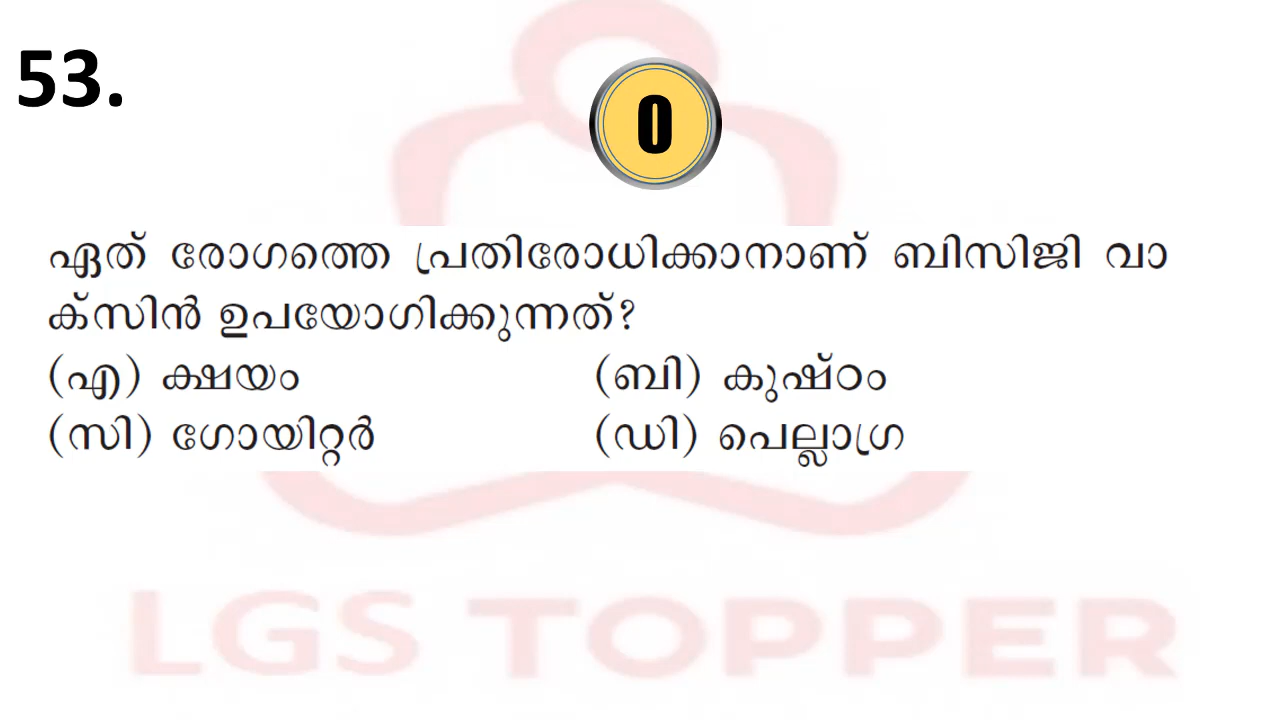 53.
0
ഏത് രോഗത്തെ പ്രതിരോധിക്കാനാണ് ബിസിജി വാ
ക്സിൻ ഉപയോഗിക്കുന്നത്?
(എ) ക്ഷയം (ബി) കുഷ്ഠം
(സി) ഗോയിറ്റർ (ഡി) പെല്ലാഗ്ര
LGS TOPPER